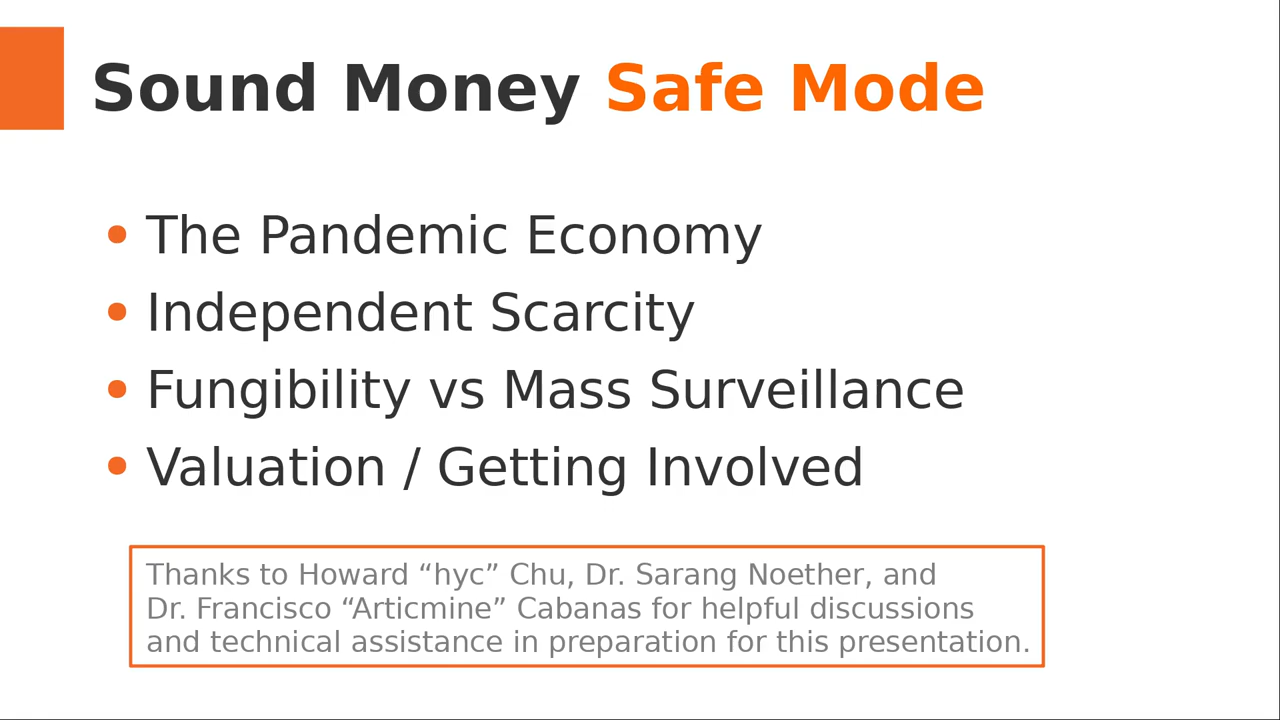 Sound Money Safe Mode
• The Pandemic Economy
• Independent Scarcity
• Fungibility vs Mass Surveillance
• Valuation / Getting Involved
Thanks to Howard “hyc” Chu, Dr. Sarang Noether, and
Dr. Francisco “Articmine” Cabanas for helpful discussions
and technical assistance in preparation for this presentation.